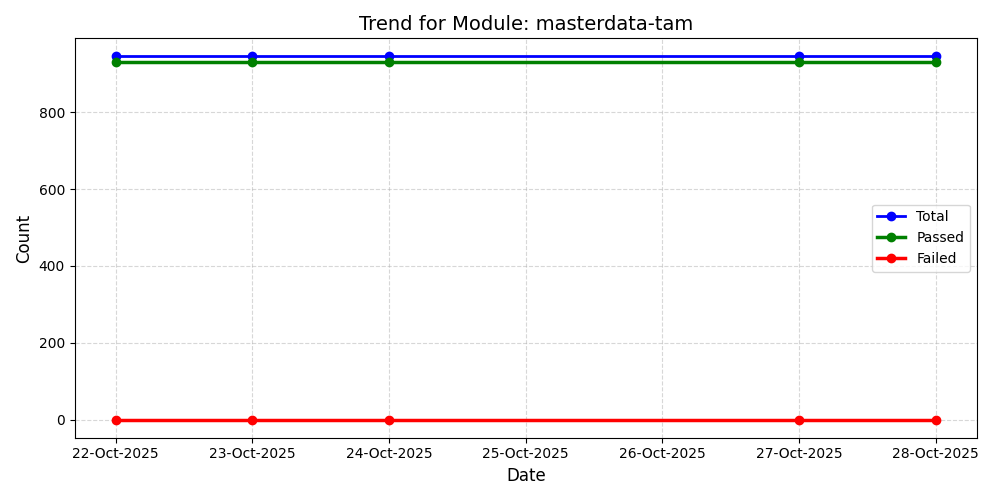 Trend for Module: masterdata-tam
800
600
400
200
0
Count
Total
Passed
Failed
22-Oct-2025 23-Oct-2025 24-Oct-2025 25-Oct-2025 26-Oct-2025 27-Oct-2025 28-Oct-2025
Date